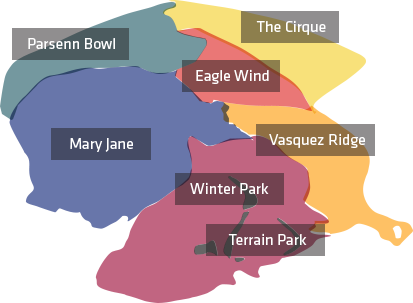 The Cirque
Parsenn Bowl
Eagle Wind
Mary Jane
Vasquez Ridge
Winter Park
Terrain Park